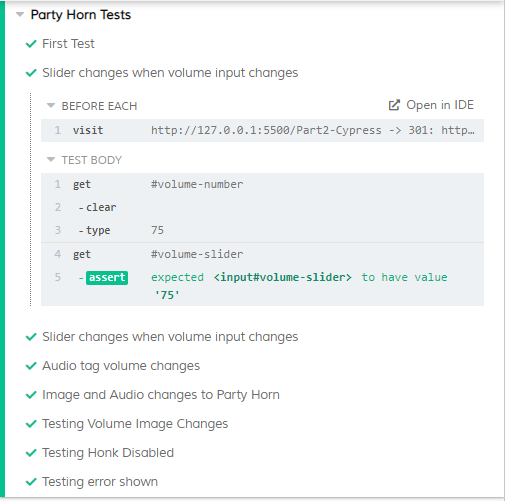 Party Horn Tests
First Test
Slider changes when volume input changes
BEFORE EACH Open in IDE
1 visit http://127.0.0.1:5500/Part2-Cypress -> 301: http…
TEST BODY
1 get #volume-number
2 -clear
3 -type 75
4 get #volume-slider
5 -assert expected <input#volume-slider> to have value
'75'
Slider changes when volume input changes
Audio tag volume changes
Image and Audio changes to Party Horn
Testing Volume Image Changes
Testing Honk Disabled
Testing error shown